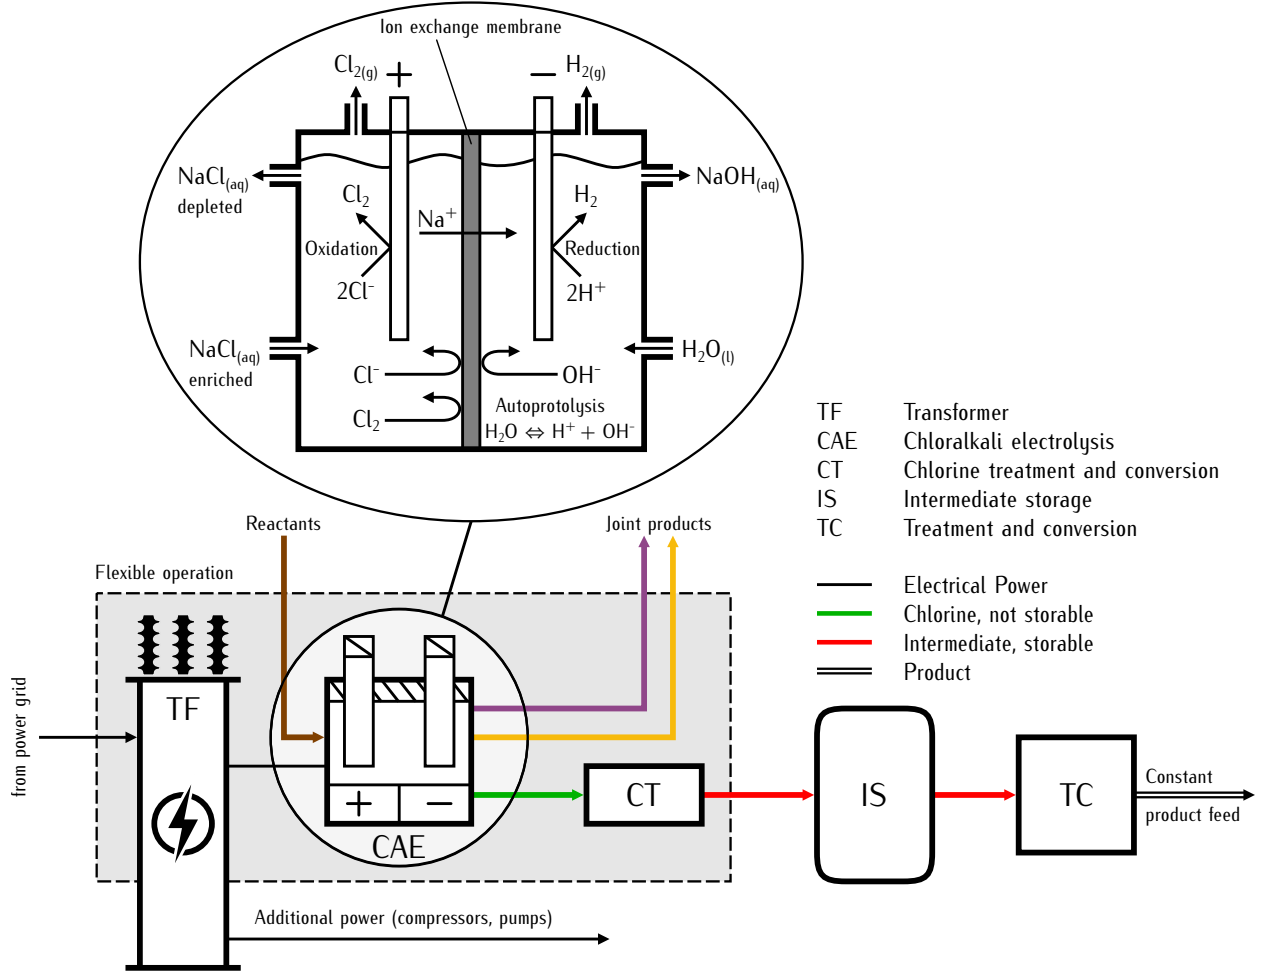 Ion exchange membrane
Cl₂(g)
+
−
H₂(g)
NaCl(aq)
depleted
NaOH(aq)
Cl₂
Na⁺
H₂
Oxidation
Reduction
2Cl⁻
2H⁺
NaCl(aq)
enriched
H₂O(l)
Cl⁻
OH⁻
Cl₂
Autoprotolysis
H₂O ⇔ H⁺ + OH⁻
TF Transformer
CAE Chloralkali electrolysis
CT Chlorine treatment and conversion
IS Intermediate storage
TC Treatment and conversion
Electrical Power
Chlorine, not storable
Intermediate, storable
Product
Reactants
Joint products
Flexible operation
from power grid
TF
+
−
CAE
CT
IS
TC
Constant
product feed
Additional power (compressors, pumps)